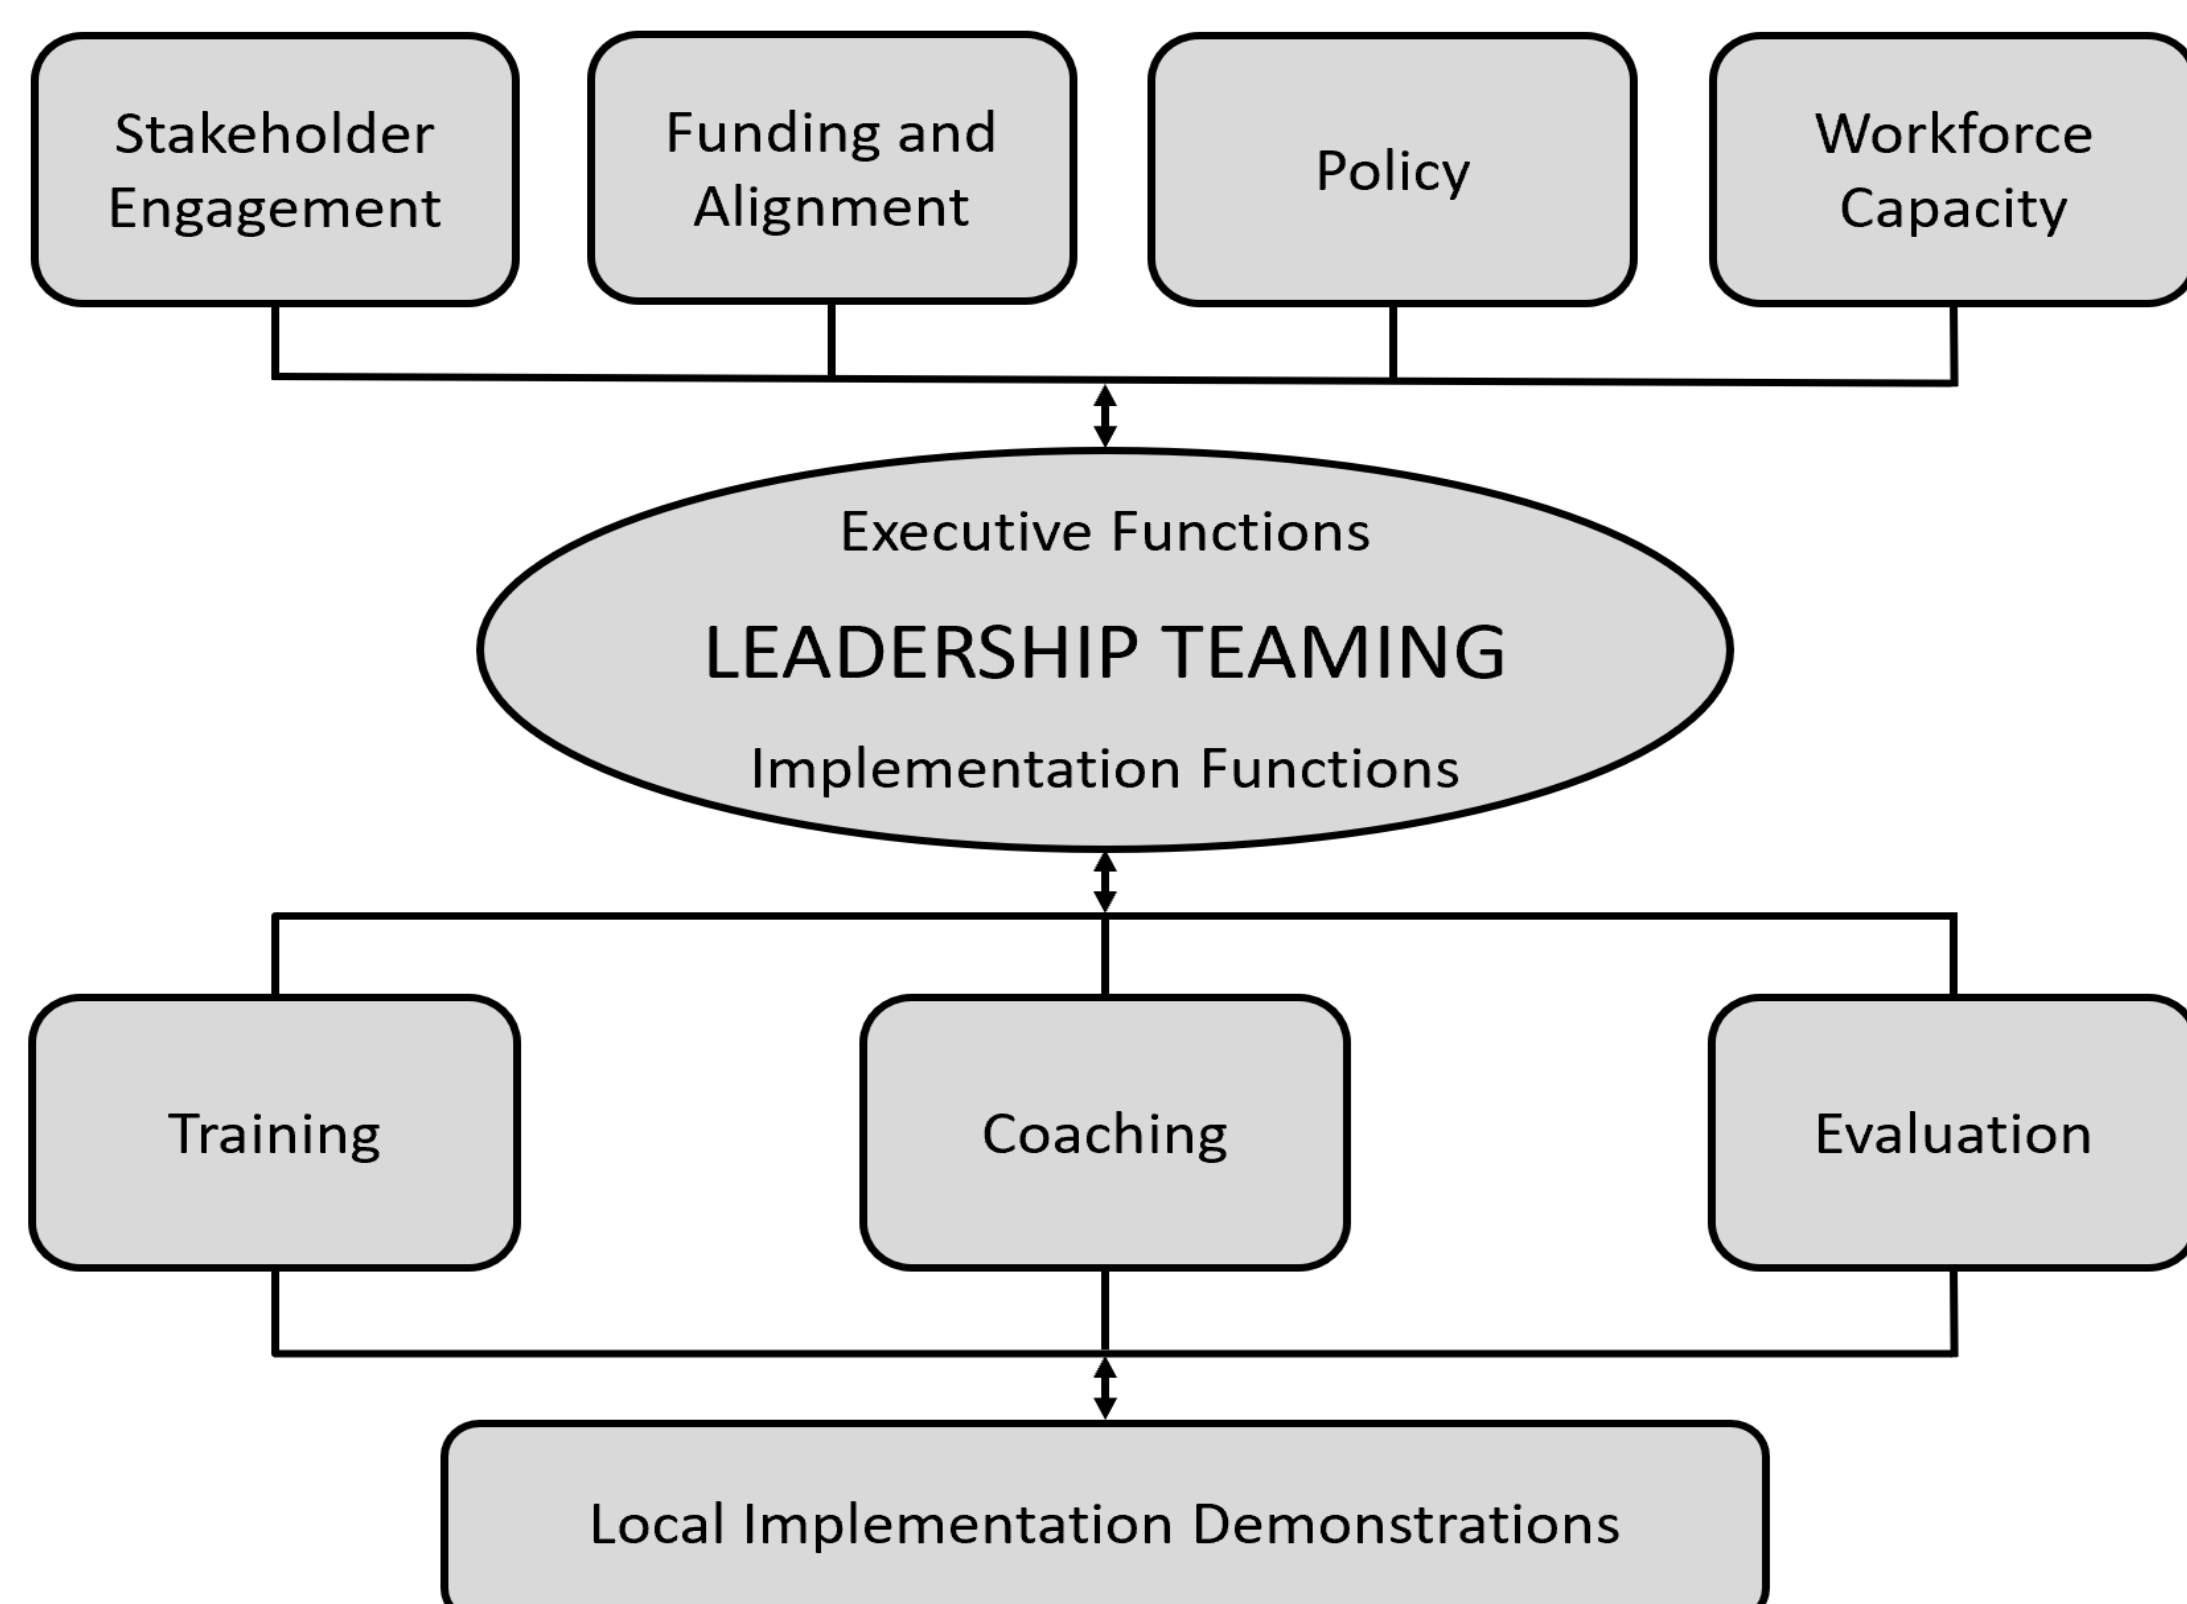 Stakeholder
Engagement
Funding and
Alignment
Policy
Workforce
Capacity
Executive Functions
LEADERSHIP TEAMING
Implementation Functions
Training
Coaching
Evaluation
Local Implementation Demonstrations